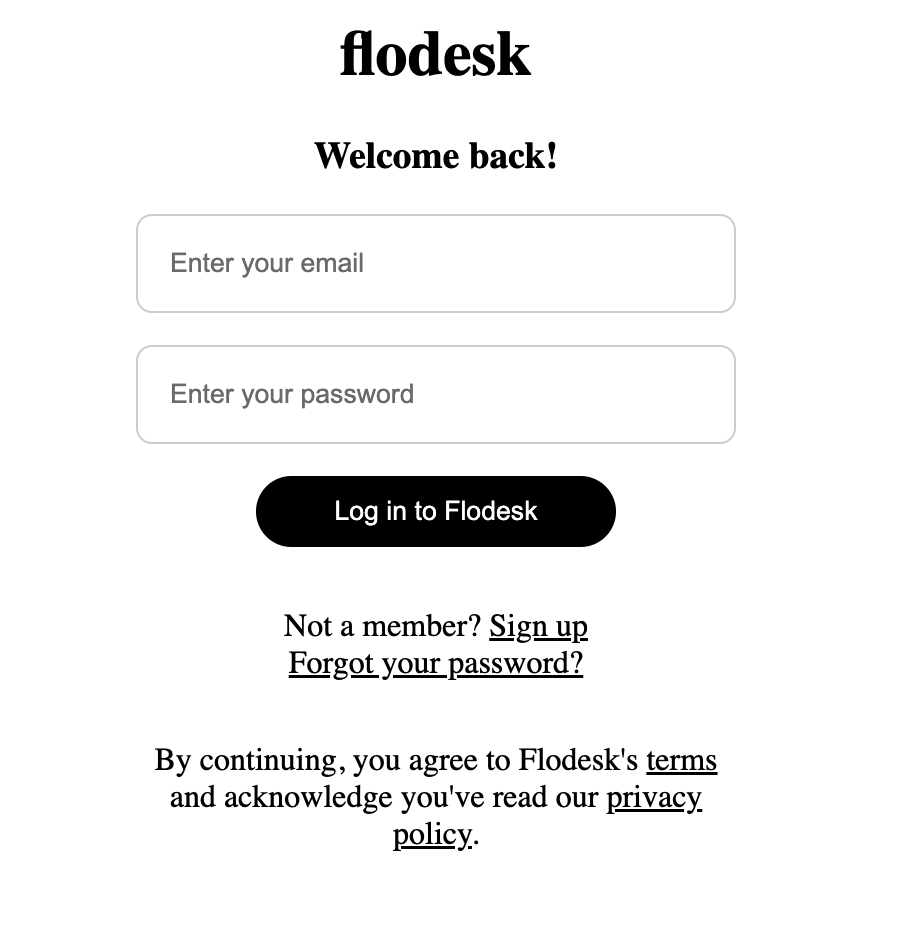 flodesk
Welcome back!
Enter your email
Enter your password
Log in to Flodesk
Not a member? Sign up
Forgot your password?
By continuing, you agree to Flodesk's terms
and acknowledge you've read our privacy
policy.